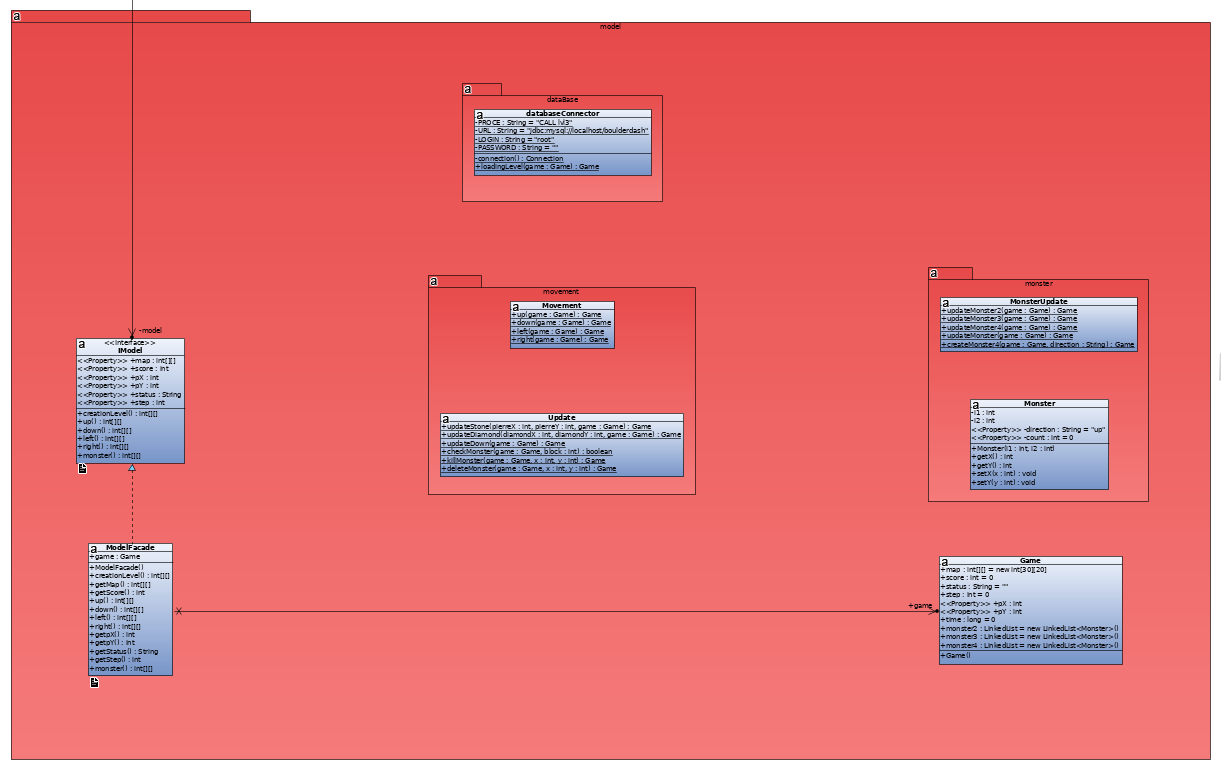 a
model
a
dataBase
a
databaseConnector
-PROCE : String = "CALL lvl3"
-URL : String = "jdbc:mysql://localhost/boulderdash"
-LOGIN : String = "root"
-PASSWORD : String = ""
-connection() : Connection
+loadingLevel(game : Game) : Game
a
movement
a
Movement
+up(game : Game) : Game
+down(game : Game) : Game
+left(game : Game) : Game
+right(game : Game) : Game
a
Update
+updateStone(pierreX : int, pierreY : int, game : Game) : Game
+updateDiamond(diamondX : int, diamondY : int, game : Game) : Game
+updateDown(game : Game) : Game
+checkMonster(game : Game, block : int) : boolean
+killMonster(game : Game, x : int, y : int) : Game
+deleteMonster(game : Game, x : int, y : int) : Game
a
monster
a
MonsterUpdate
+updateMonster2(game : Game) : Game
+updateMonster3(game : Game) : Game
+updateMonster4(game : Game) : Game
+updateMonster(game : Game) : Game
+createMonster4(game : Game, direction : String) : Game
a
Monster
-i1 : int
-i2 : int
<<Property>> -direction : String = "up"
<<Property>> -count : int = 0
+Monster(i1 : int, i2 : int)
+getX() : int
+getY() : int
+setX(x : int) : void
+setY(y : int) : void
-model
a
<<Interface>>
IModel
<<Property>> +map : int[][]
<<Property>> +score : int
<<Property>> +pX : int
<<Property>> +pY : int
<<Property>> +status : String
<<Property>> +step : int
+creationLevel() : int[][]
+up() : int[][]
+down() : int[][]
+left() : int[][]
+right() : int[][]
+monster() : int[][]
a
ModelFacade
+game : Game
+ModelFacade()
+creationLevel() : int[][]
+getMap() : int[][]
+getScore() : int
+up() : int[][]
+down() : int[][]
+left() : int[][]
+right() : int[][]
+getpX() : int
+getpY() : int
+getStatus() : String
+getStep() : int
+monster() : int[][]
+game
a
Game
+map : int[][] = new int[30][20]
+score : int = 0
+status : String = ""
+step : int = 0
<<Property>> +pX : int
<<Property>> +pY : int
+time : long = 0
+monster2 : LinkedList = new LinkedList<Monster>()
+monster3 : LinkedList = new LinkedList<Monster>()
+monster4 : LinkedList = new LinkedList<Monster>()
+Game()